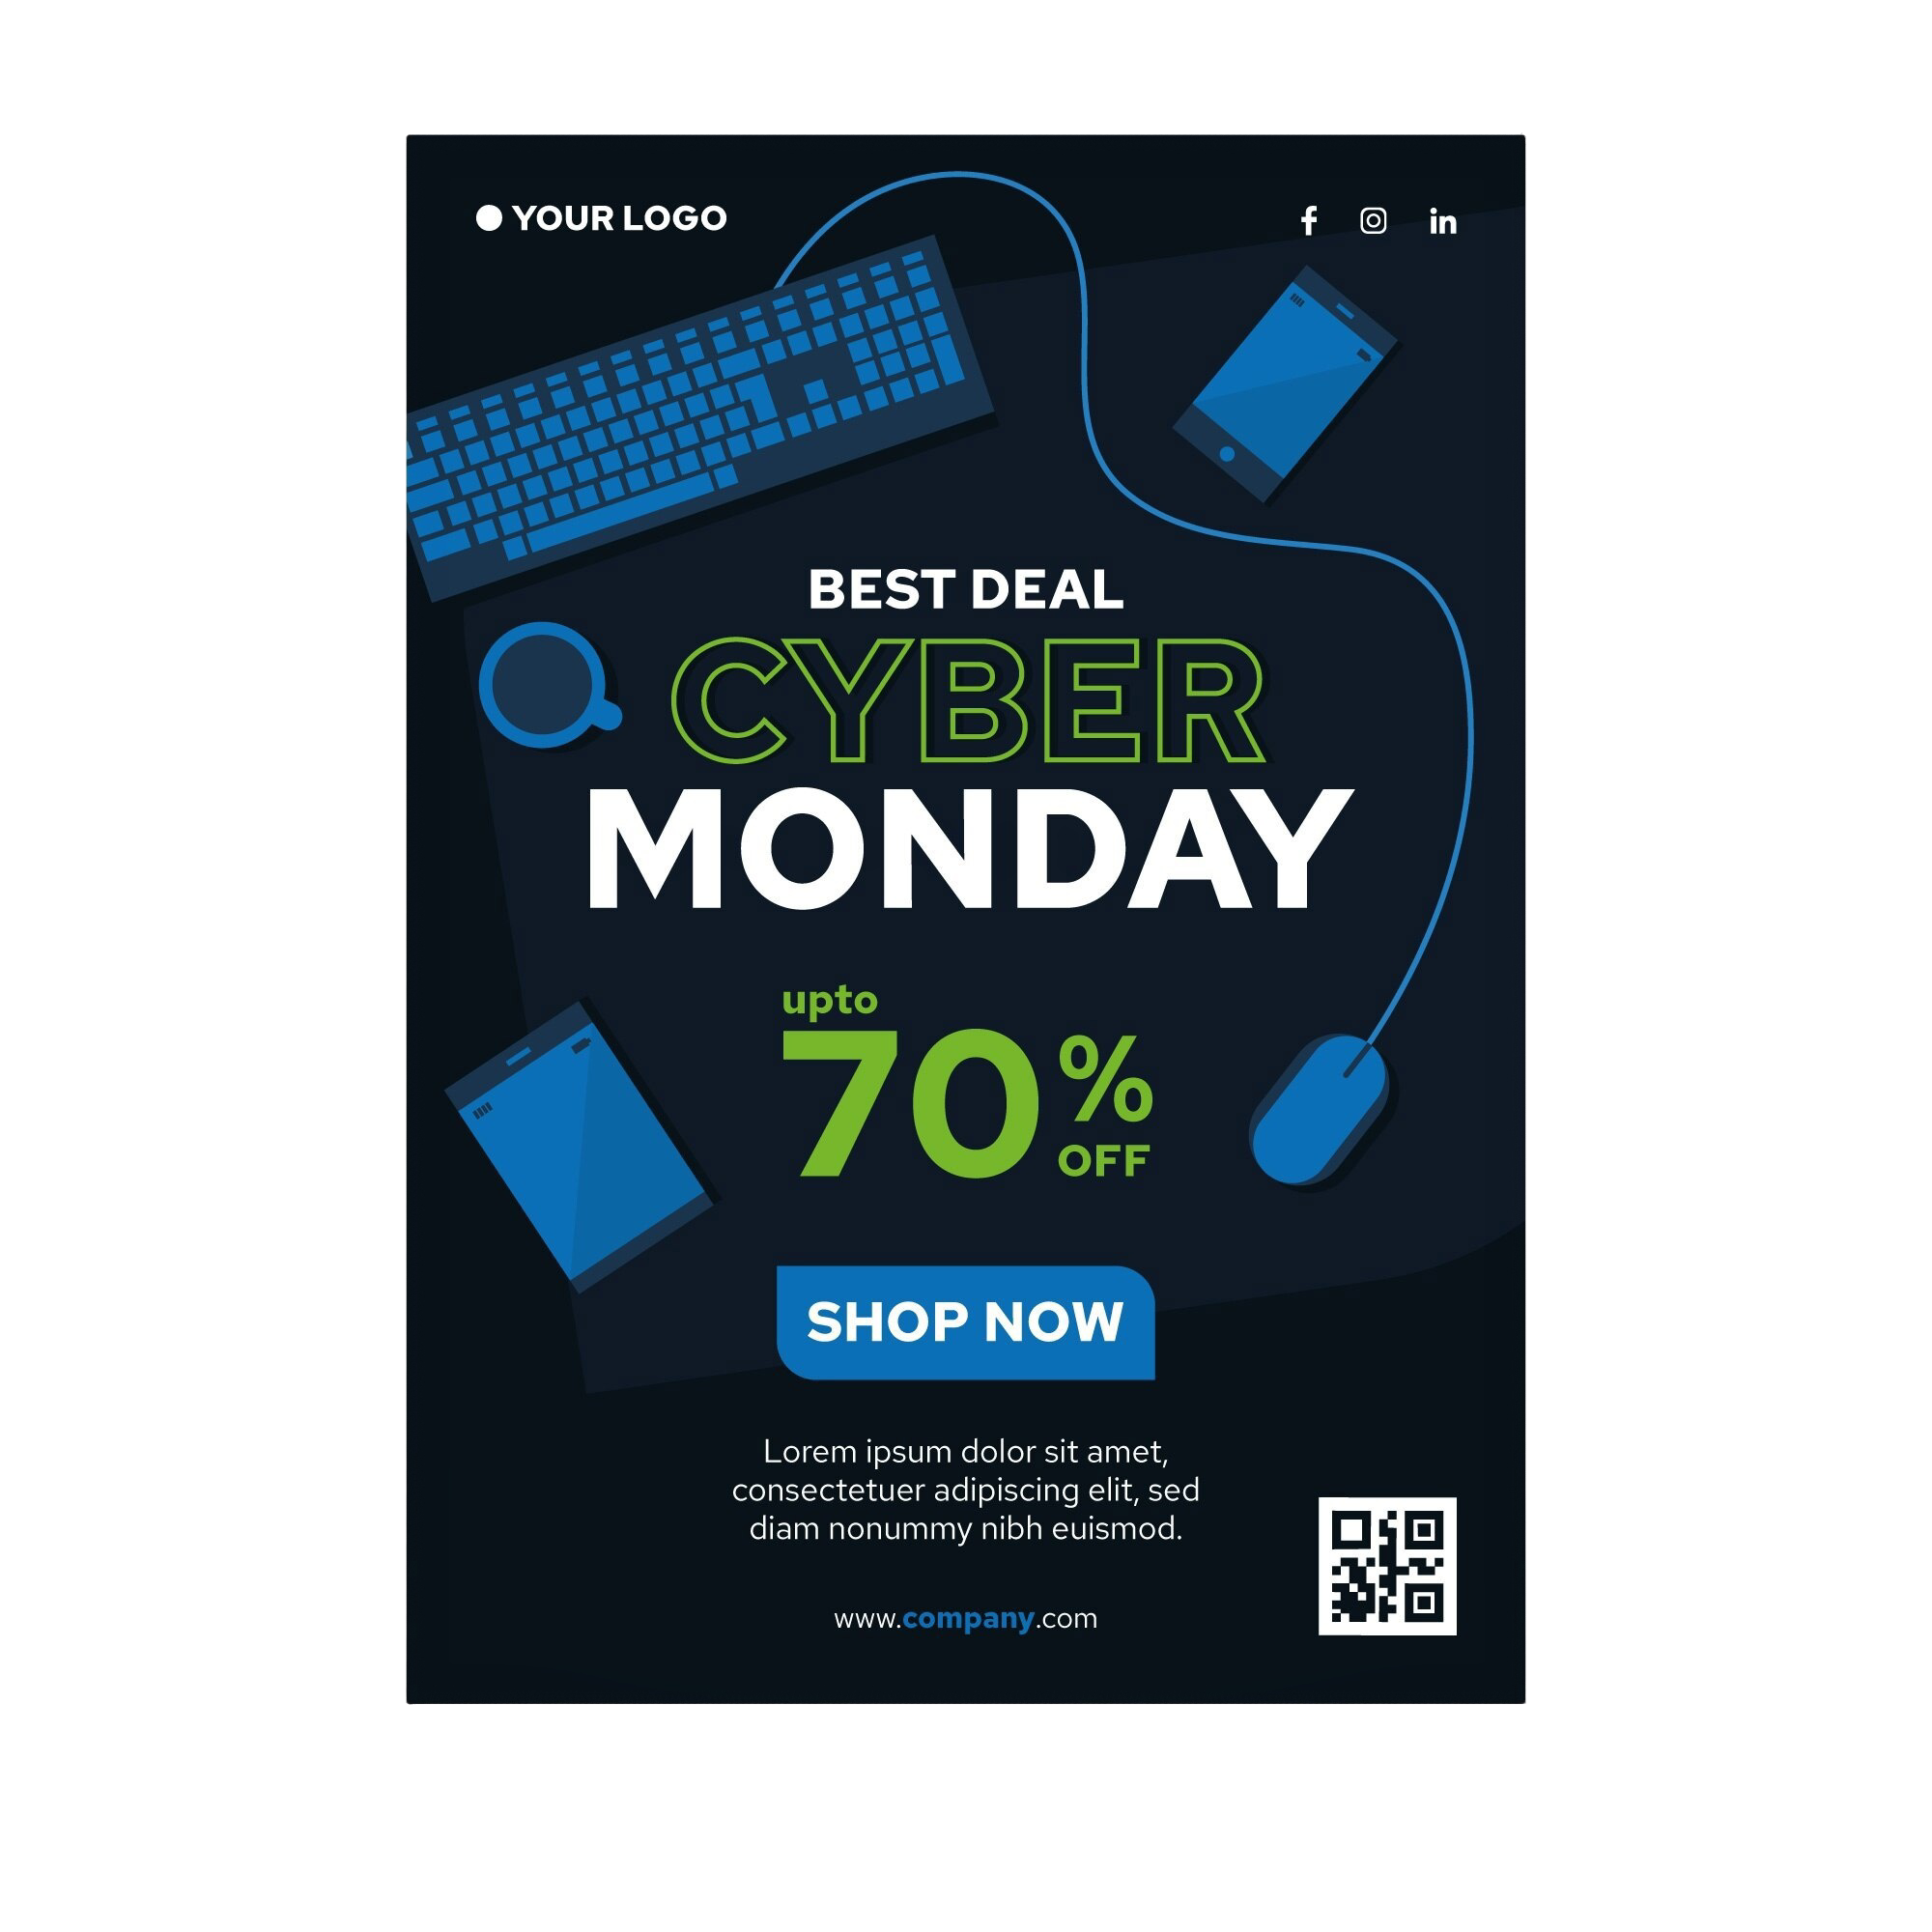 YOUR LOGO
BEST DEAL
CYBER
MONDAY
upto
70%
OFF
SHOP NOW
Lorem ipsum dolor sit amet,
consectetuer adipiscing elit, sed
diam nonummy nibh euismod.
www.company.com